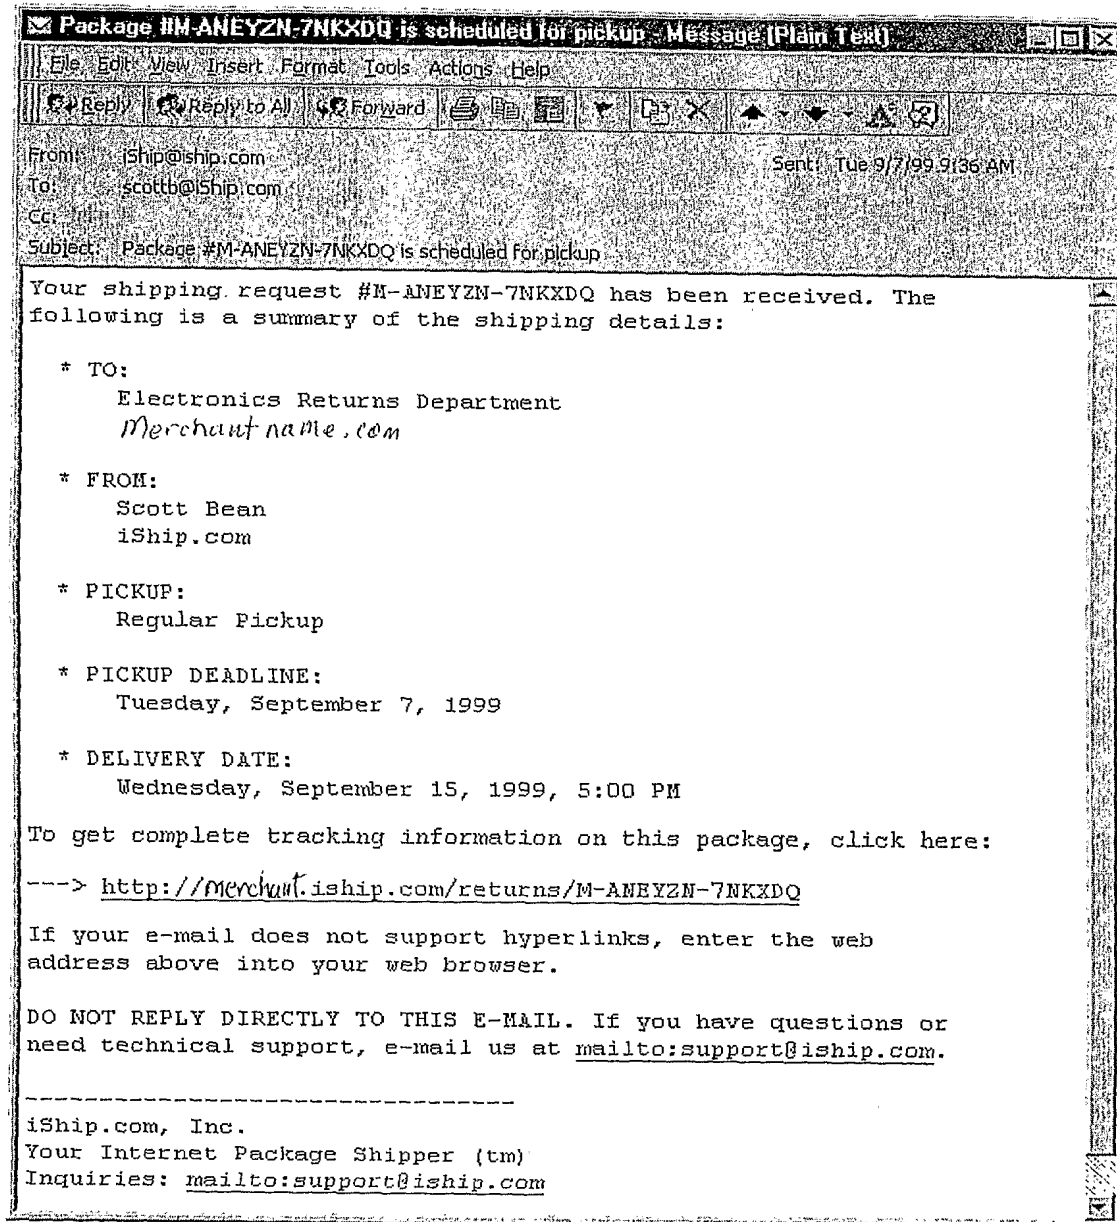 Package #M-ANEYZN-7NKXDQ is scheduled for pickup - Message (Plain Text)
File Edit View Insert Format Tools Actions Help
Reply Reply to All Forward
From: iShip@iship.com Sent: Tue 9/7/99 9:36 AM
To: scottb@iShip.com
Cc:
Subject: Package #M-ANEYZN-7NKXDQ is scheduled for pickup
Your shipping request #M-ANEYZN-7NKXDQ has been received. The
following is a summary of the shipping details:
* TO:
Electronics Returns Department
Merchantname.com
* FROM:
Scott Bean
iShip.com
* PICKUP:
Regular Pickup
* PICKUP DEADLINE:
Tuesday, September 7, 1999
* DELIVERY DATE:
Wednesday, September 15, 1999, 5:00 PM
To get complete tracking information on this package, click here:
---> http://merchant.iship.com/returns/M-ANEYZN-7NKXDQ
If your e-mail does not support hyperlinks, enter the web
address above into your web browser.
DO NOT REPLY DIRECTLY TO THIS E-MAIL. If you have questions or
need technical support, e-mail us at mailto:support@iship.com.
----------------------------------
iShip.com, Inc.
Your Internet Package Shipper (tm)
Inquiries: mailto:support@iship.com